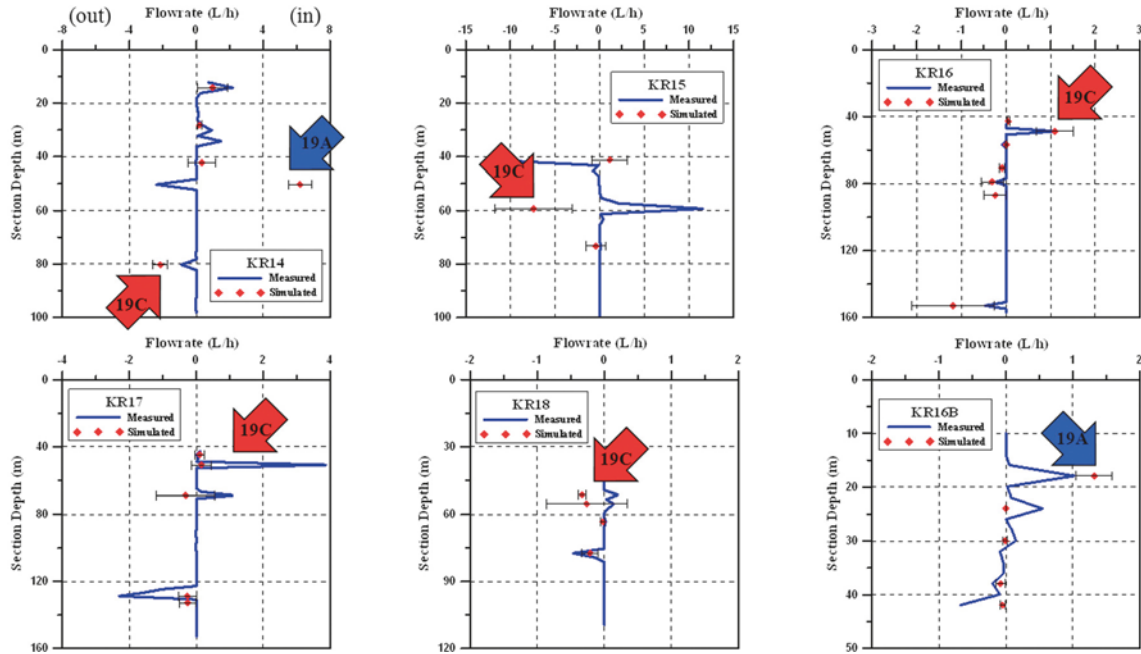 (out) Flowrate (L/h) (in)
-8 -4 0 4 8
Section Depth (m)
0
20
40
60
80
100
19A
19C
KR14
Measured
Simulated
Flowrate (L/h)
-15 -10 -5 0 5 10 15
Section Depth (m)
0
20
40
60
80
100
KR15
Measured
Simulated
19C
Flowrate (L/h)
-3 -2 -1 0 1 2 3
Section Depth (m)
0
40
80
120
160
KR16
Measured
Simulated
19C
Flowrate (L/h)
-4 -2 0 2 4
Section Depth (m)
0
40
80
120
160
KR17
Measured
Simulated
19C
Flowrate (L/h)
-2 -1 0 1 2
Section Depth (m)
0
30
60
90
120
KR18
Measured
Simulated
19C
Flowrate (L/h)
-2 -1 0 1 2
Section Depth (m)
0
10
20
30
40
50
KR16B
Measured
Simulated
19A